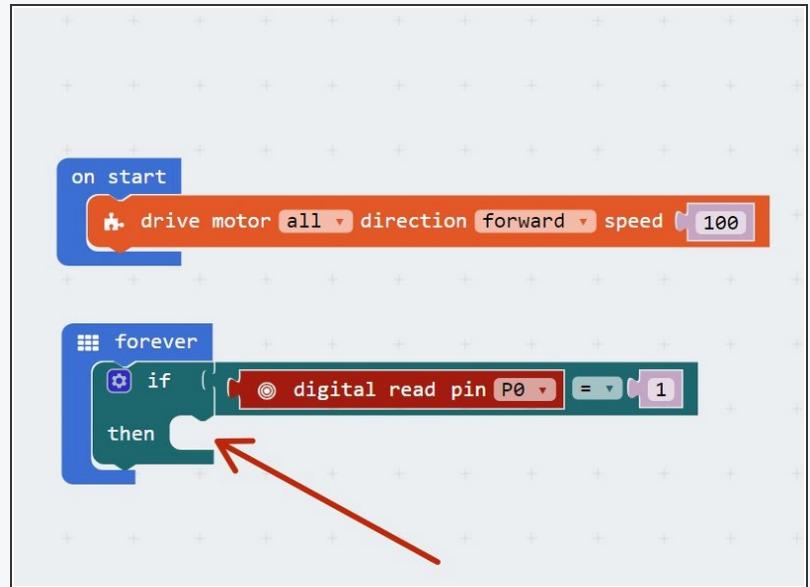 on start
drive motor all direction forward speed 100
forever
if digital read pin P0 = 1
then